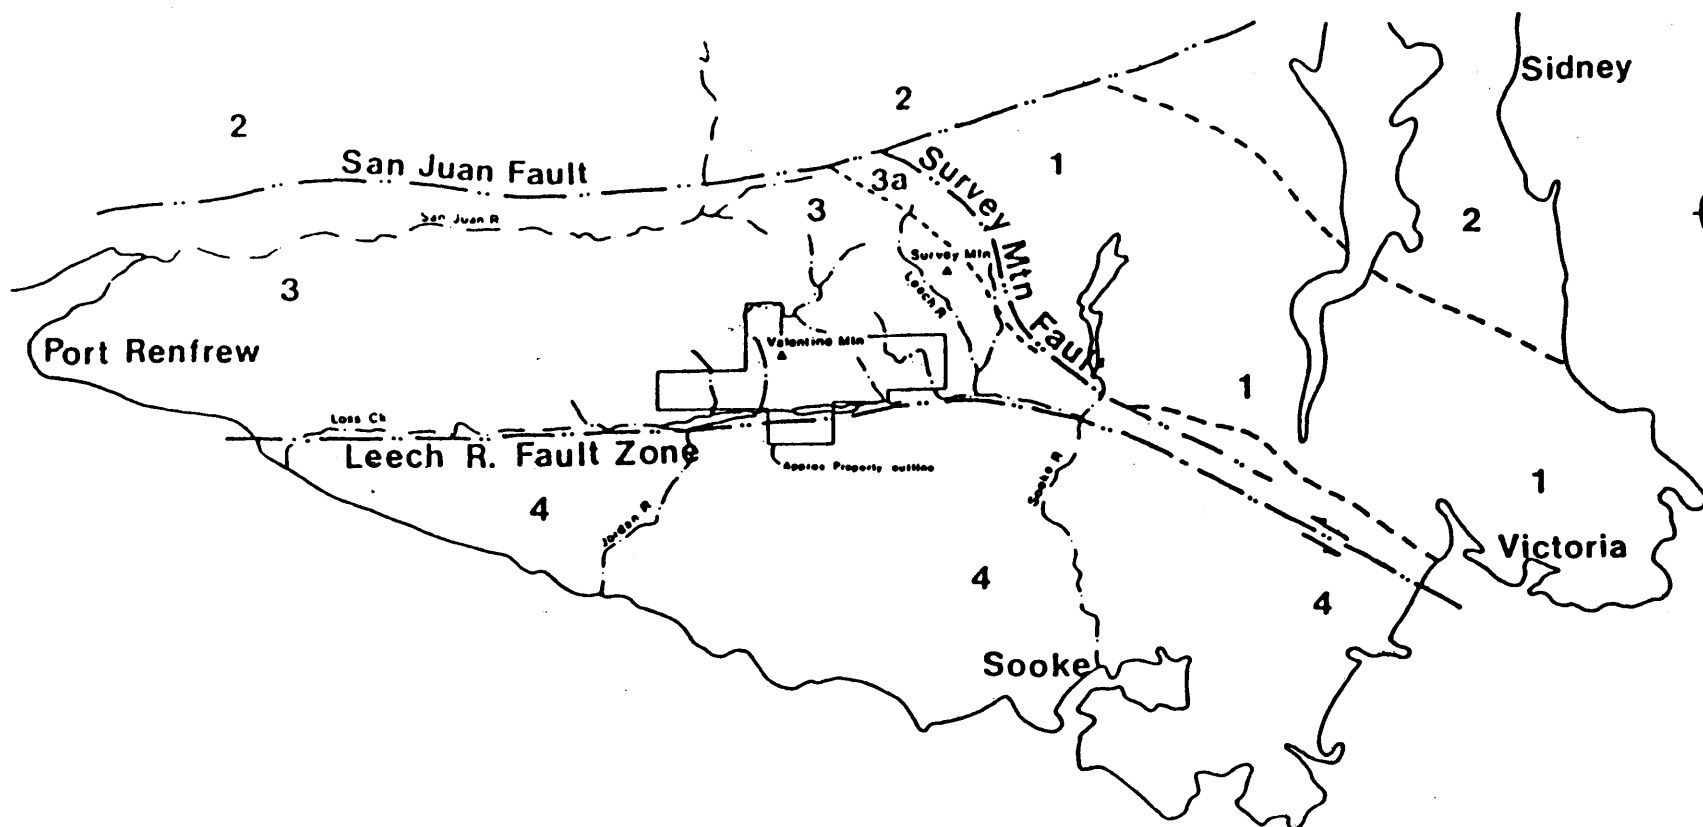 Sidney
2
2
San Juan Fault
Survey Mtn Fault
1
3a
3
San Juan R
2
Survey Mtn
Leech R
3
Port Renfrew
Valentine Mtn
1
Loss Ck
Leech R. Fault Zone
Approx Property outline
Sooke R
1
4
Jordan R
Victoria
4
4
Sooke